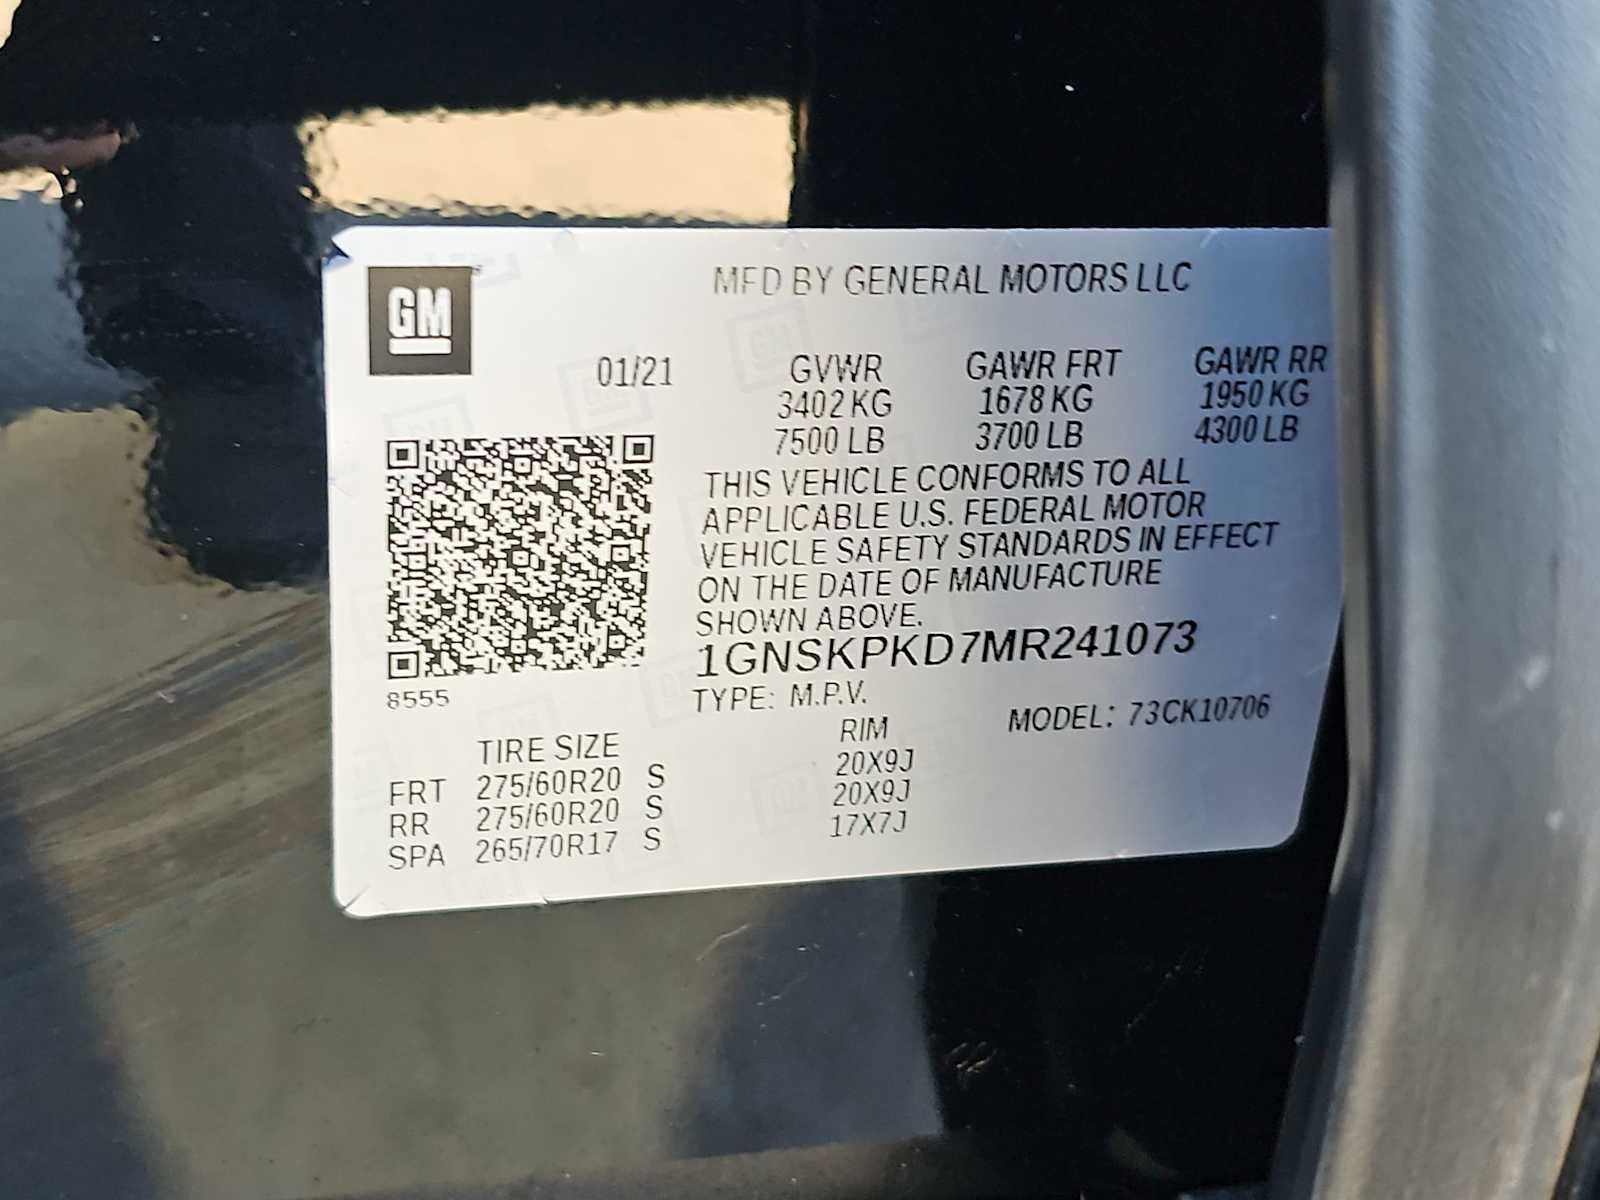 GM
MFD BY GENERAL MOTORS LLC
01/21 GVWR GAWR FRT GAWR RR
3402 KG 1678 KG 1950 KG
7500 LB 3700 LB 4300 LB
THIS VEHICLE CONFORMS TO ALL
APPLICABLE U.S. FEDERAL MOTOR
VEHICLE SAFETY STANDARDS IN EFFECT
ON THE DATE OF MANUFACTURE
SHOWN ABOVE.
1GNSKPKD7MR241073
8555
TYPE: M.P.V.
MODEL: 73CK10706
TIRE SIZE RIM
FRT 275/60R20 S 20X9J
RR 275/60R20 S 20X9J
SPA 265/70R17 S 17X7J